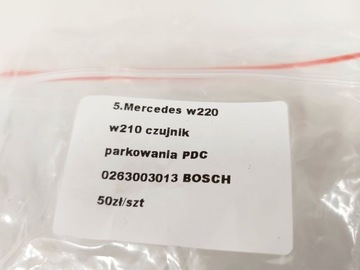 5.Mercedes w220
w210 czujnik
parkowania PDC
0263003013 BOSCH
50zł/szt